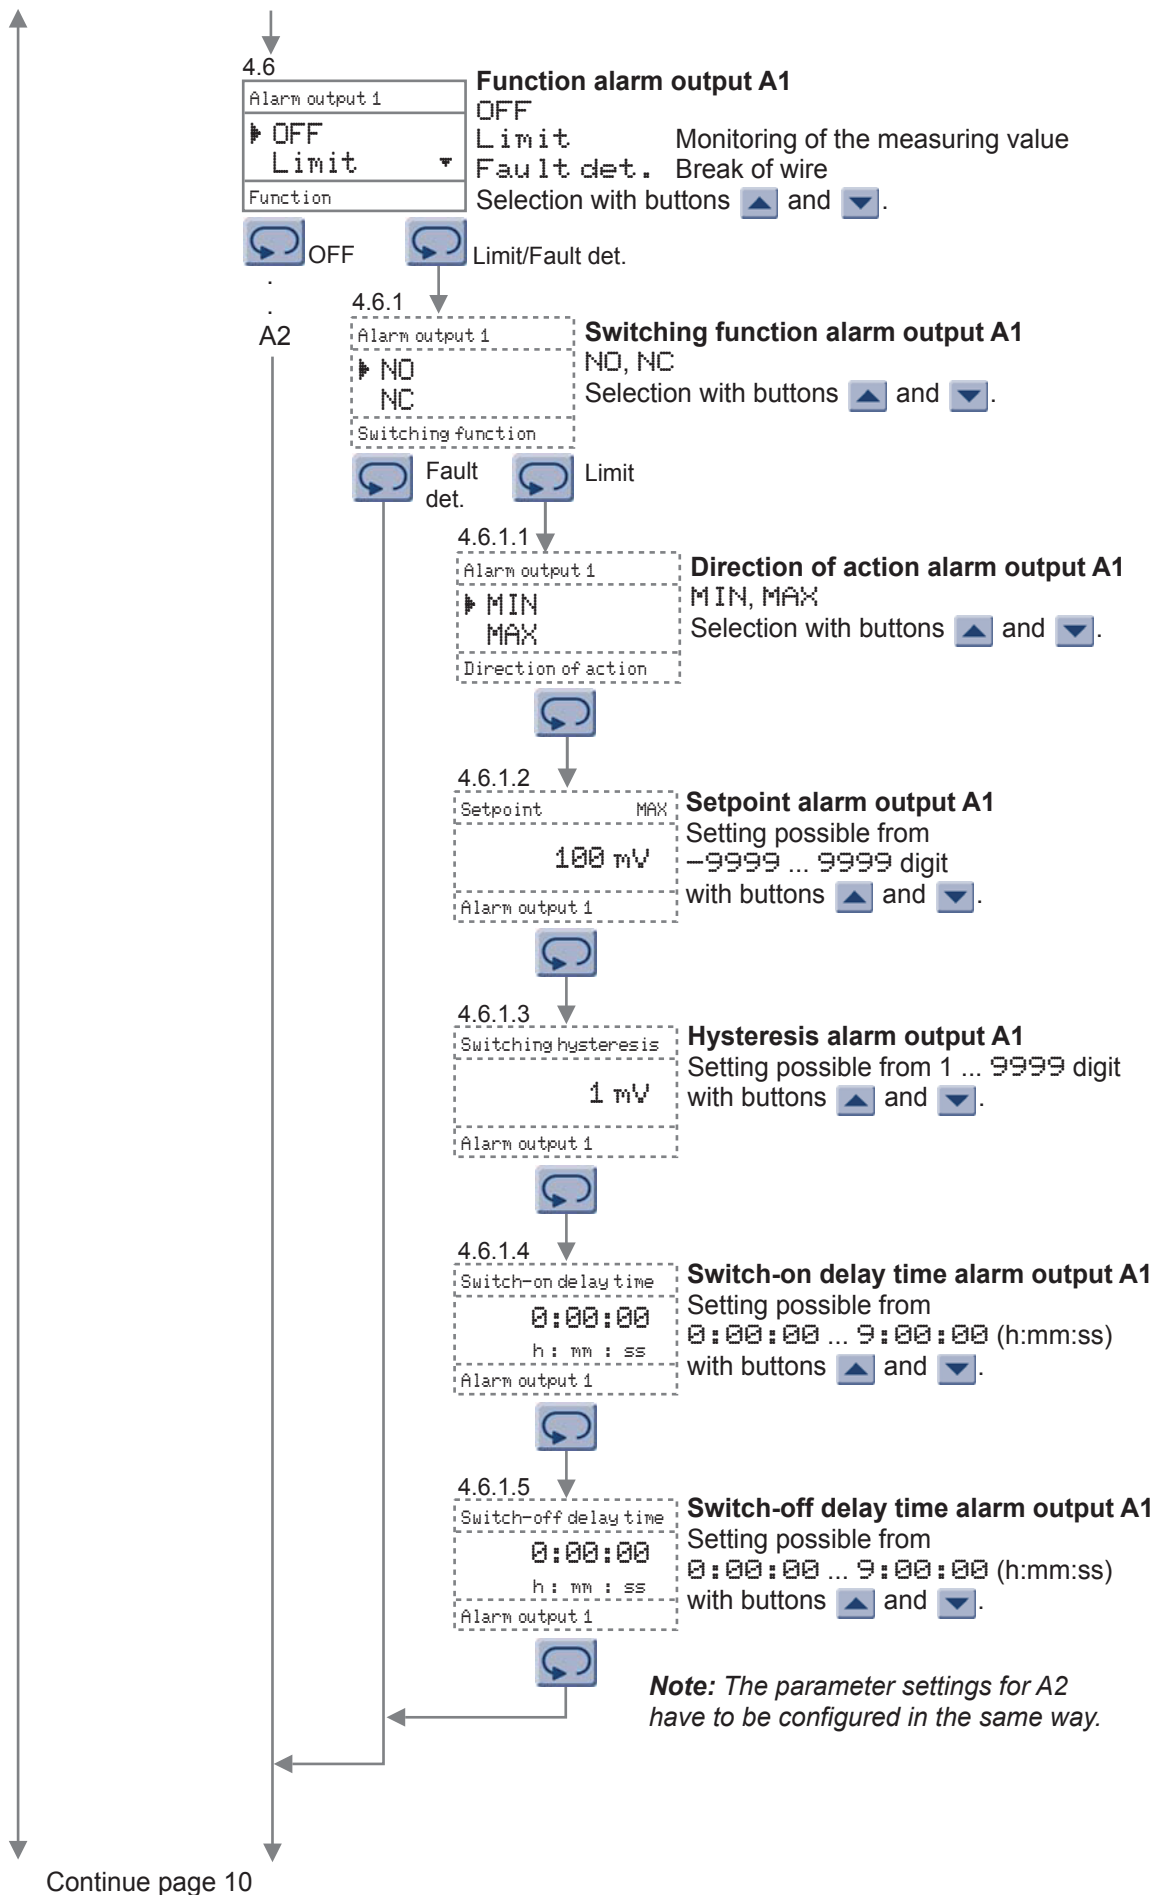 4.6
Alarm output 1
OFF
Limit
Function
Function alarm output A1
OFF
Limit Monitoring of the measuring value
Fault det. Break of wire
Selection with buttons and .
OFF
Limit/Fault det.
.
.
A2
4.6.1
Alarm output 1
NO
NC
Switching function
Switching function alarm output A1
NO, NC
Selection with buttons and .
Fault
det.
Limit
4.6.1.1
Alarm output 1
MIN
MAX
Direction of action
Direction of action alarm output A1
MIN, MAX
Selection with buttons and .
4.6.1.2
Setpoint MAX
100 mV
Alarm output 1
Setpoint alarm output A1
Setting possible from
–9999 ... 9999 digit
with buttons and .
4.6.1.3
Switching hysteresis
1 mV
Alarm output 1
Hysteresis alarm output A1
Setting possible from 1 ... 9999 digit
with buttons and .
4.6.1.4
Switch-on delay time
0:00:00
h: mm : ss
Alarm output 1
Switch-on delay time alarm output A1
Setting possible from
0:00:00 ... 9:00:00 (h:mm:ss)
with buttons and .
4.6.1.5
Switch-off delay time
0:00:00
h: mm : ss
Alarm output 1
Switch-off delay time alarm output A1
Setting possible from
0:00:00 ... 9:00:00 (h:mm:ss)
with buttons and .
Note: The parameter settings for A2
have to be configured in the same way.
Continue page 10